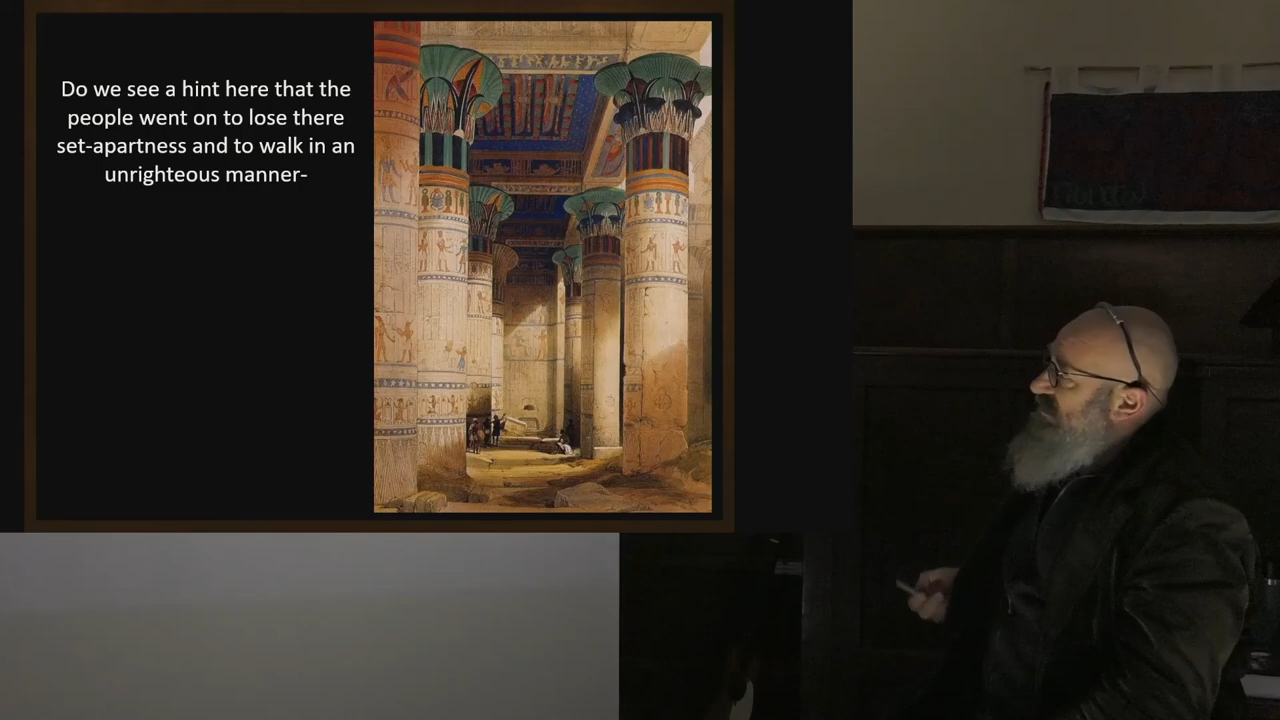 Do we see a hint here that the
people went on to lose there
set-apartness and to walk in an
unrighteous manner-